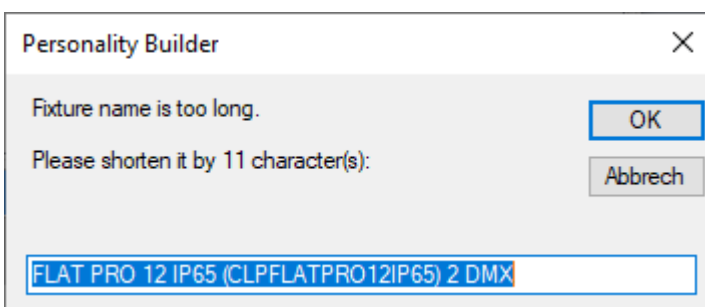 Personality Builder
Fixture name is too long.
OK
Please shorten it by 11 character(s):
Abbrech
FLAT PRO 12 IP65 (CLPFLATPRO12IP65) 2 DMX